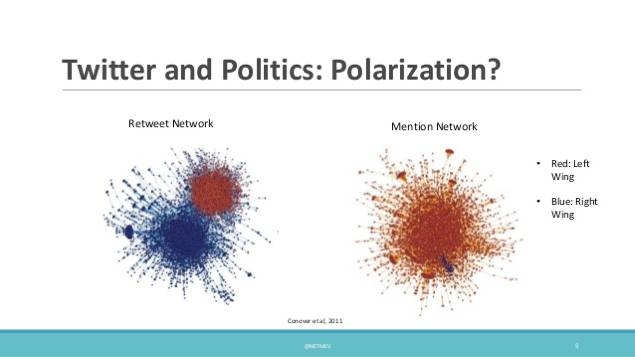 Twitter and Politics: Polarization?
Retweet Network
Mention Network
• Red: Left
Wing
• Blue: Right
Wing
Conover et al, 2011
9